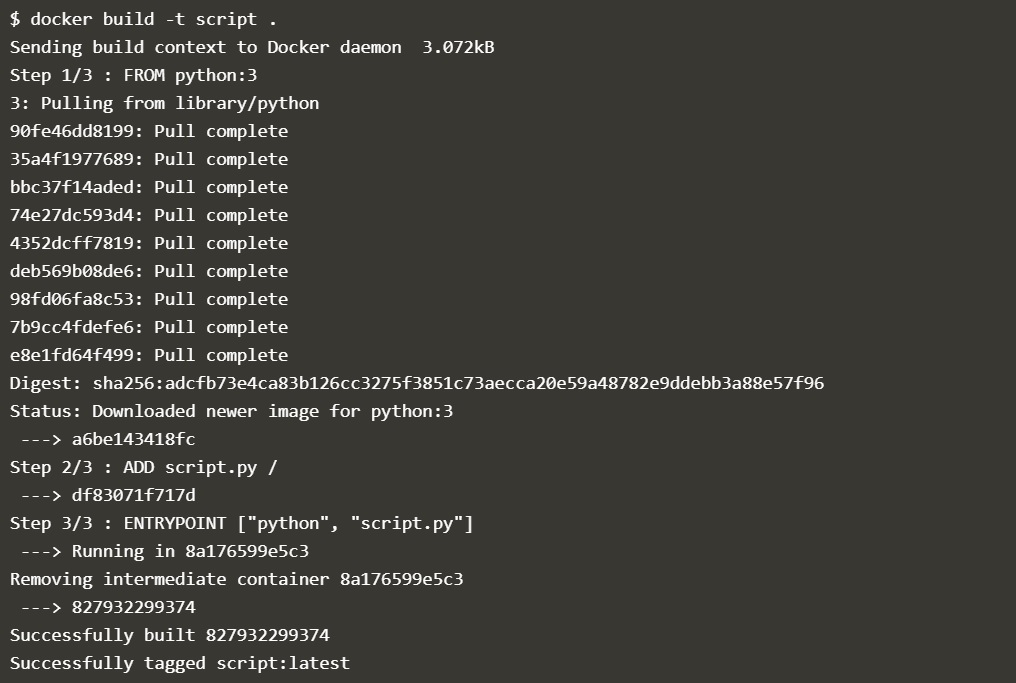 $ docker build -t script .
Sending build context to Docker daemon  3.072kB
Step 1/3 : FROM python:3
3: Pulling from library/python
90fe46dd8199: Pull complete
35a4f1977689: Pull complete
bbc37f14aded: Pull complete
74e27dc593d4: Pull complete
4352dcff7819: Pull complete
deb569b08de6: Pull complete
98fd06fa8c53: Pull complete
7b9cc4fdefe6: Pull complete
e8e1fd64f499: Pull complete
Digest: sha256:adcfb73e4ca83b126cc3275f3851c73aecca20e59a48782e9ddebb3a88e57f96
Status: Downloaded newer image for python:3
 ---> a6be143418fc
Step 2/3 : ADD script.py /
 ---> df83071f717d
Step 3/3 : ENTRYPOINT ["python", "script.py"]
 ---> Running in 8a176599e5c3
Removing intermediate container 8a176599e5c3
 ---> 827932299374
Successfully built 827932299374
Successfully tagged script:latest